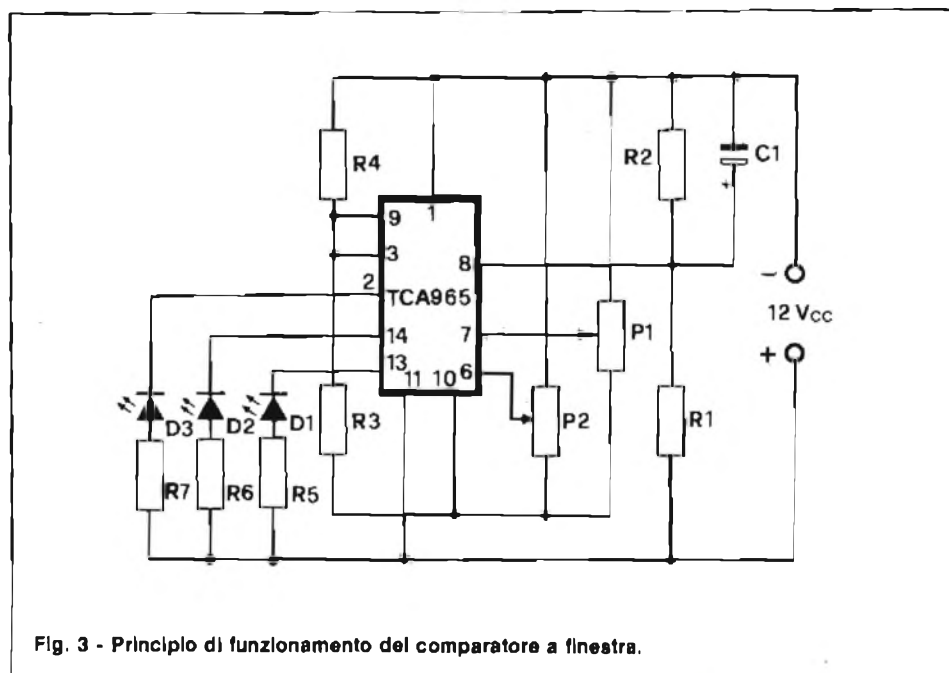 R4
R2
C1
+
1
9
3
8
2
TCA965
14
7
13
6
11 10
P1
−
12 Vcc
+
D3
D2
D1
R3
P2
R1
R7
R6
R5
Fig. 3 - Principio di funzionamento del comparatore a finestra.